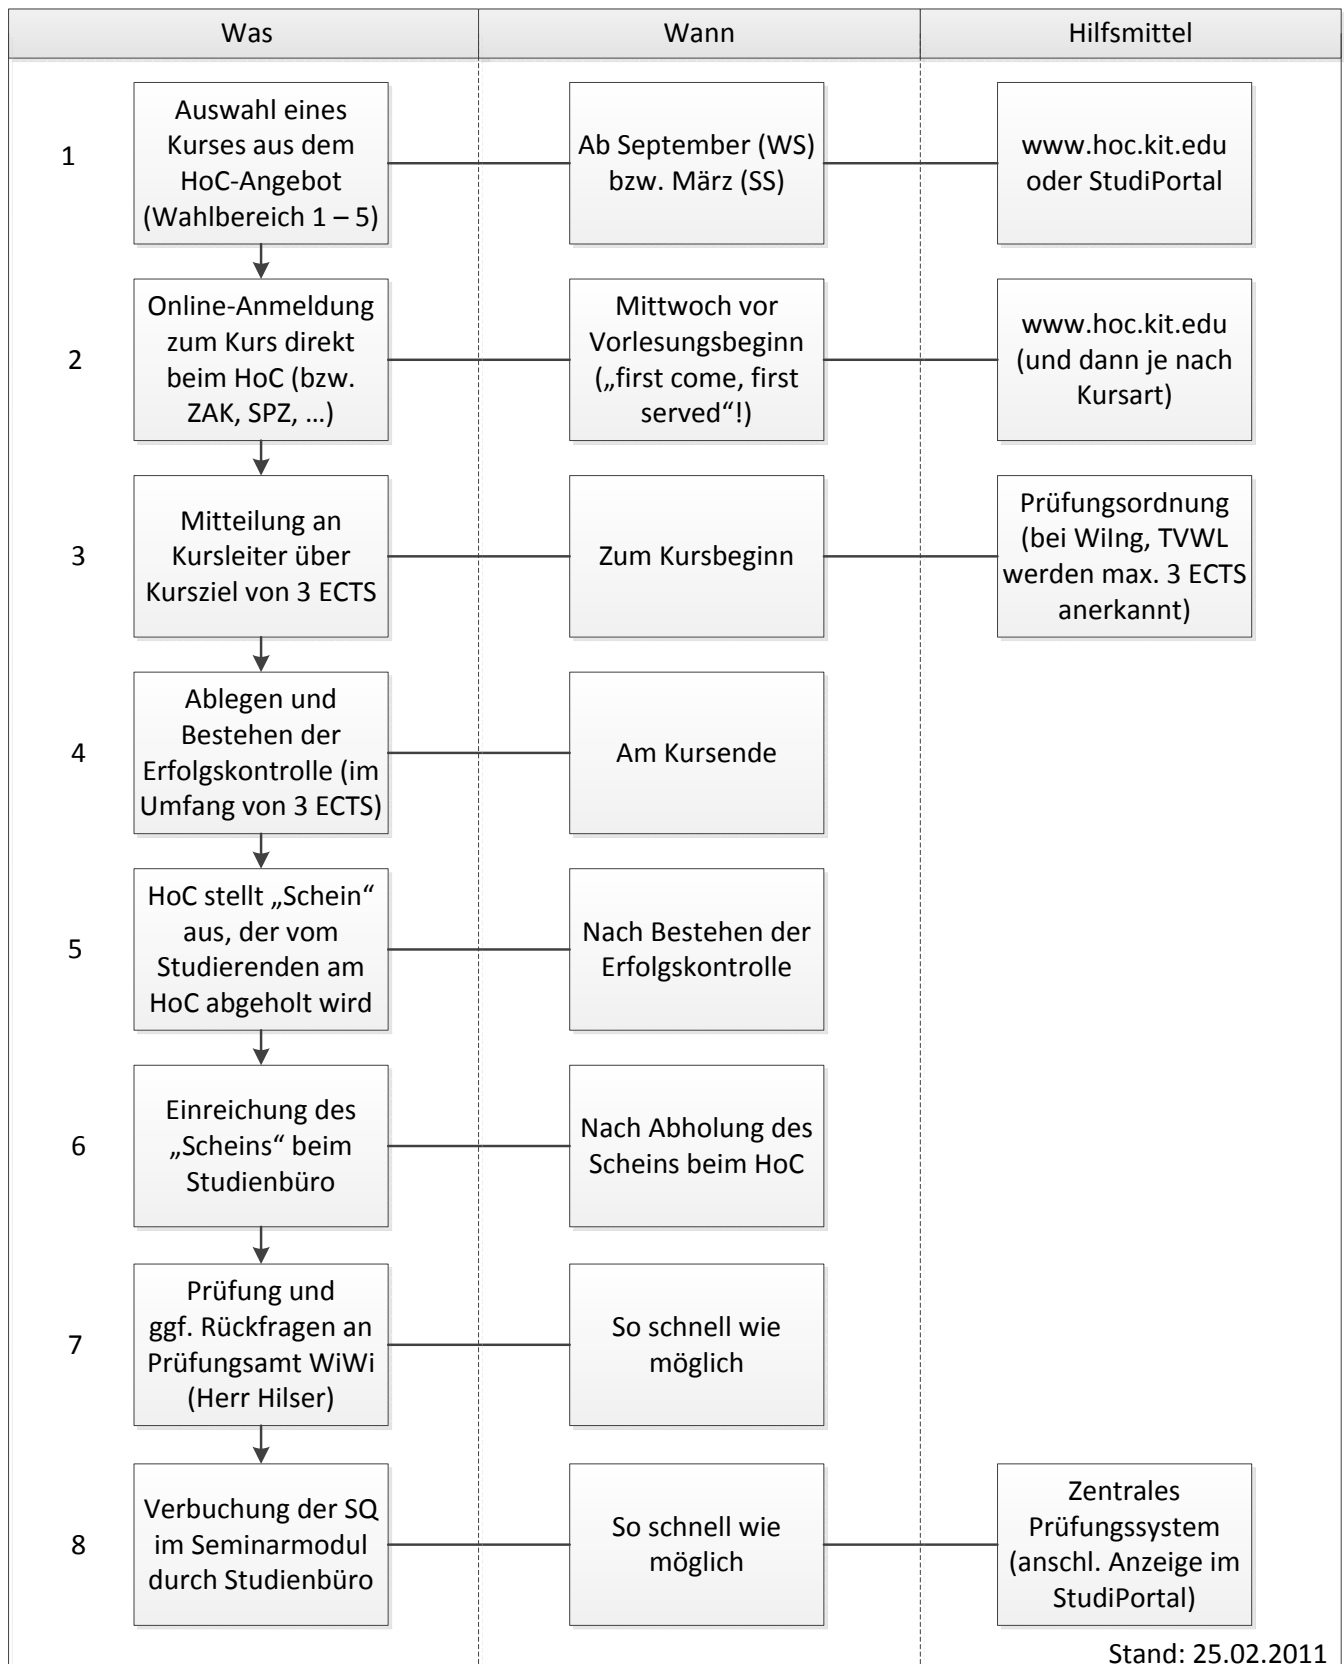 Was
Wann
Hilfsmittel
1
Auswahl eines
Kurses aus dem
HoC-Angebot
(Wahlbereich 1 – 5)
Ab September (WS)
bzw. März (SS)
www.hoc.kit.edu
oder StudiPortal
2
Online-Anmeldung
zum Kurs direkt
beim HoC (bzw.
ZAK, SPZ, …)
Mittwoch vor
Vorlesungsbeginn
(„first come, first
served“!)
www.hoc.kit.edu
(und dann je nach
Kursart)
3
Mitteilung an
Kursleiter über
Kursziel von 3 ECTS
Zum Kursbeginn
Prüfungsordnung
(bei WiIng, TVWL
werden max. 3 ECTS
anerkannt)
4
Ablegen und
Bestehen der
Erfolgskontrolle (im
Umfang von 3 ECTS)
Am Kursende
5
HoC stellt „Schein“
aus, der vom
Studierenden am
HoC abgeholt wird
Nach Bestehen der
Erfolgskontrolle
6
Einreichung des
„Scheins“ beim
Studienbüro
Nach Abholung des
Scheins beim HoC
7
Prüfung und
ggf. Rückfragen an
Prüfungsamt WiWi
(Herr Hilser)
So schnell wie
möglich
8
Verbuchung der SQ
im Seminarmodul
durch Studienbüro
So schnell wie
möglich
Zentrales
Prüfungssystem
(anschl. Anzeige im
StudiPortal)
Stand: 25.02.2011